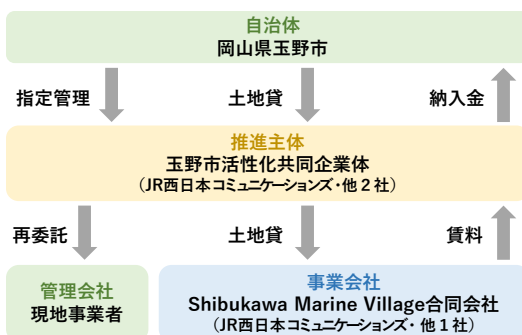 自治体
岡山県玉野市
指定管理
土地貸
納入金
推進主体
玉野市活性化共同企業体
(JR西日本コミュニケーションズ・他2社)
再委託
土地貸
賃料
管理会社
現地事業者
事業会社
Shibukawa Marine Village合同会社
(JR西日本コミュニケーションズ・他1社)